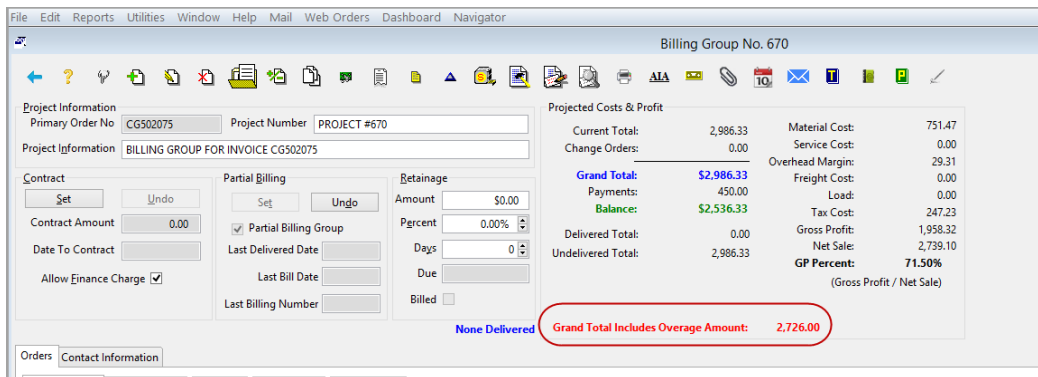 File Edit Reports Utilities Window Help Mail Web Orders Dashboard Navigator
Billing Group No. 670
AIA
10
T
P
Project Information
Primary Order No CG502075 Project Number PROJECT #670
Project Information BILLING GROUP FOR INVOICE CG502075
Contract
Set Undo
Contract Amount 0.00
Date To Contract
Allow Finance Charge
Partial Billing
Set Undo
Partial Billing Group
Last Delivered Date
Last Bill Date
Last Billing Number
Retainage
Amount $0.00
Percent 0.00%
Days 0
Due
Billed
None Delivered
Projected Costs & Profit
Current Total: 2,986.33
Change Orders: 0.00
Grand Total: $2,986.33
Payments: 450.00
Balance: $2,536.33
Delivered Total: 0.00
Undelivered Total: 2,986.33
Material Cost: 751.47
Service Cost: 0.00
Overhead Margin: 29.31
Freight Cost: 0.00
Load: 0.00
Tax Cost: 247.23
Gross Profit: 1,958.32
Net Sale: 2,739.10
GP Percent: 71.50%
(Gross Profit / Net Sale)
Grand Total Includes Overage Amount: 2,726.00
Orders Contact Information